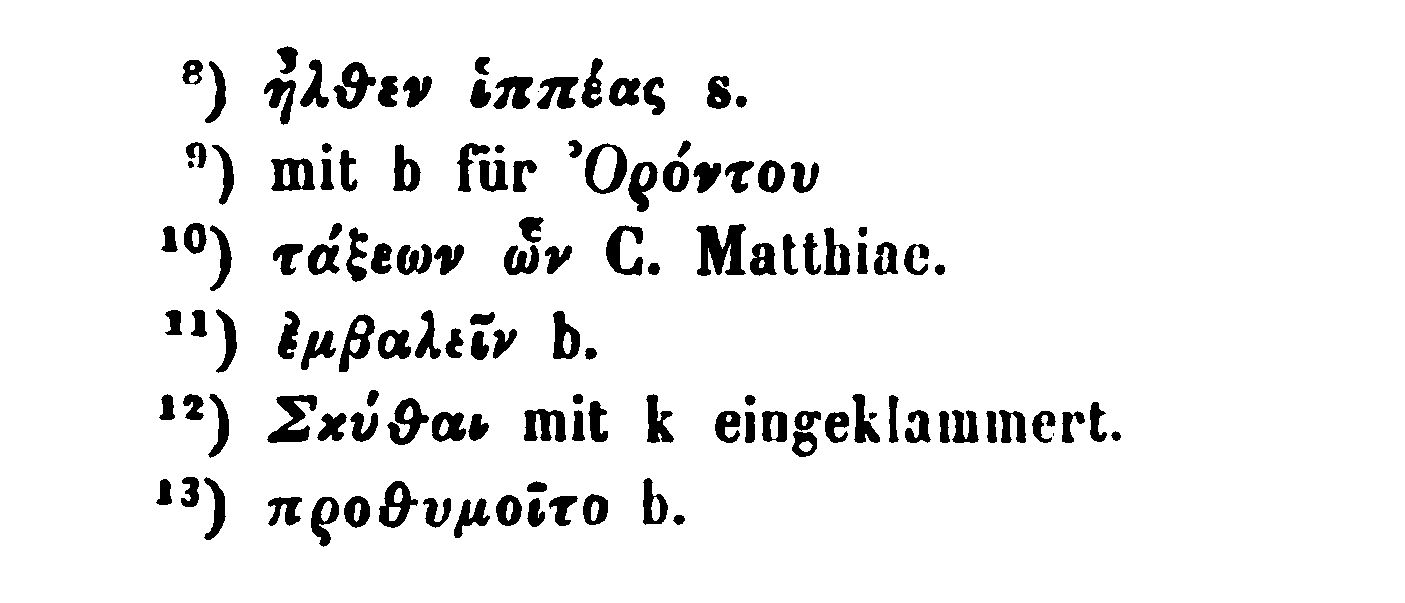 ⁸) ἦλθεν ἱππέας s.
⁹) mit b für Ὀρόντου
¹⁰) τάξεων ὧν C. Matthiae.
¹¹) ἐμβαλεῖν b.
¹²) Σκύθαι mit k eingeklammert.
¹³) προθυμοῖτο b.